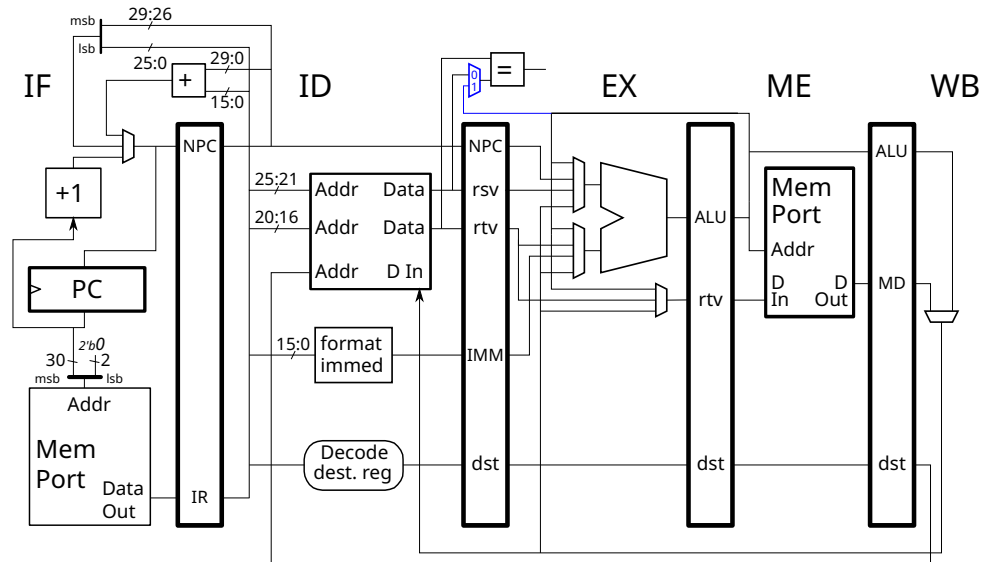 29:26
msb
lsb
25:0
29:0
+
15:0
=
0
1
IF
ID
EX
ME
WB
NPC
NPC
ALU
+1
25:21
Addr
Data
rsv
Mem
Port
20:16
Addr
Data
rtv
ALU
Addr
Addr
D In
PC
D
In
D
Out
MD
rtv
2'b0
30
2
msb
lsb
15:0
format
immed
IMM
Addr
Mem
Port
Data
Out
IR
Decode
dest. reg
dst
dst
dst